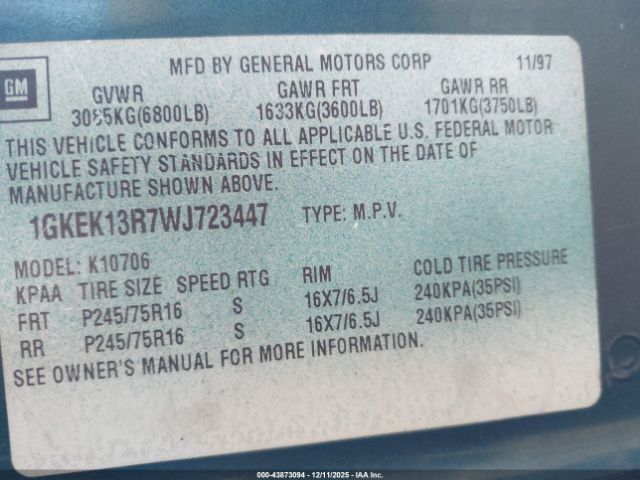 GM
MFD BY GENERAL MOTORS CORP 11/97
GVWR GAWR FRT GAWR RR
3085KG(6800LB) 1633KG(3600LB) 1701KG(3750LB)
THIS VEHICLE CONFORMS TO ALL APPLICABLE U.S. FEDERAL MOTOR
VEHICLE SAFETY STANDARDS IN EFFECT ON THE DATE OF
MANUFACTURE SHOWN ABOVE.
1GKEK13R7WJ723447 TYPE: M.P.V.
MODEL: K10706
KPAA TIRE SIZE SPEED RTG RIM COLD TIRE PRESSURE
FRT P245/75R16 S 16X7/6.5J 240KPA(35PSI)
RR P245/75R16 S 16X7/6.5J 240KPA(35PSI)
SEE OWNER'S MANUAL FOR MORE INFORMATION.
000-43873094 - 12/11/2025 - IAA Inc.